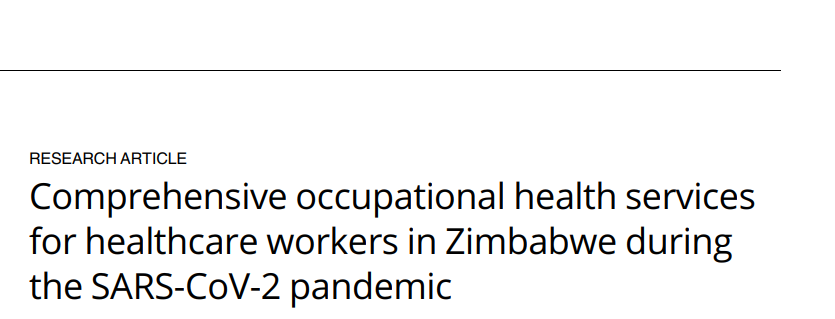 RESEARCH ARTICLE
Comprehensive occupational health services
for healthcare workers in Zimbabwe during
the SARS-CoV-2 pandemic